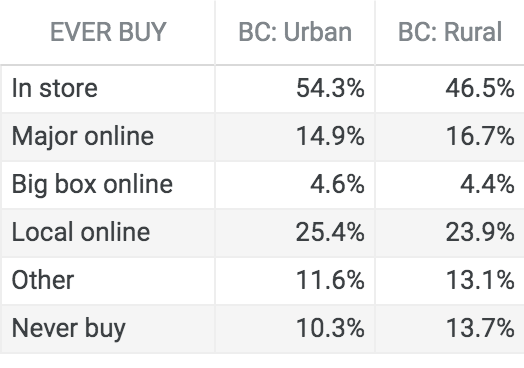 EVER BUY BC: Urban BC: Rural
In store 54.3% 46.5%
Major online 14.9% 16.7%
Big box online 4.6% 4.4%
Local online 25.4% 23.9%
Other 11.6% 13.1%
Never buy 10.3% 13.7%